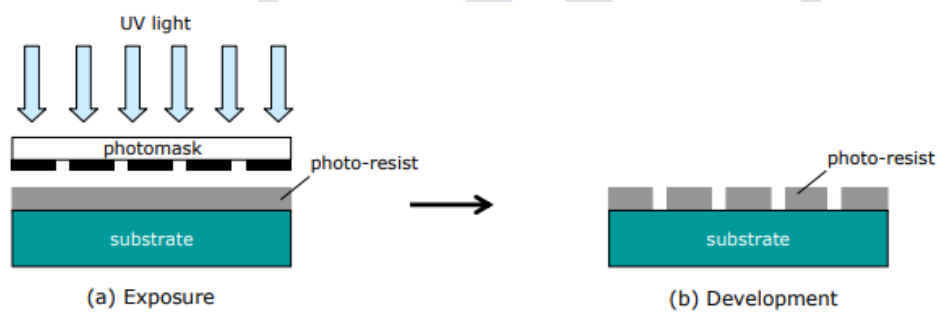 UV light
photomask
photo-resist
substrate
(a) Exposure
photo-resist
substrate
(b) Development